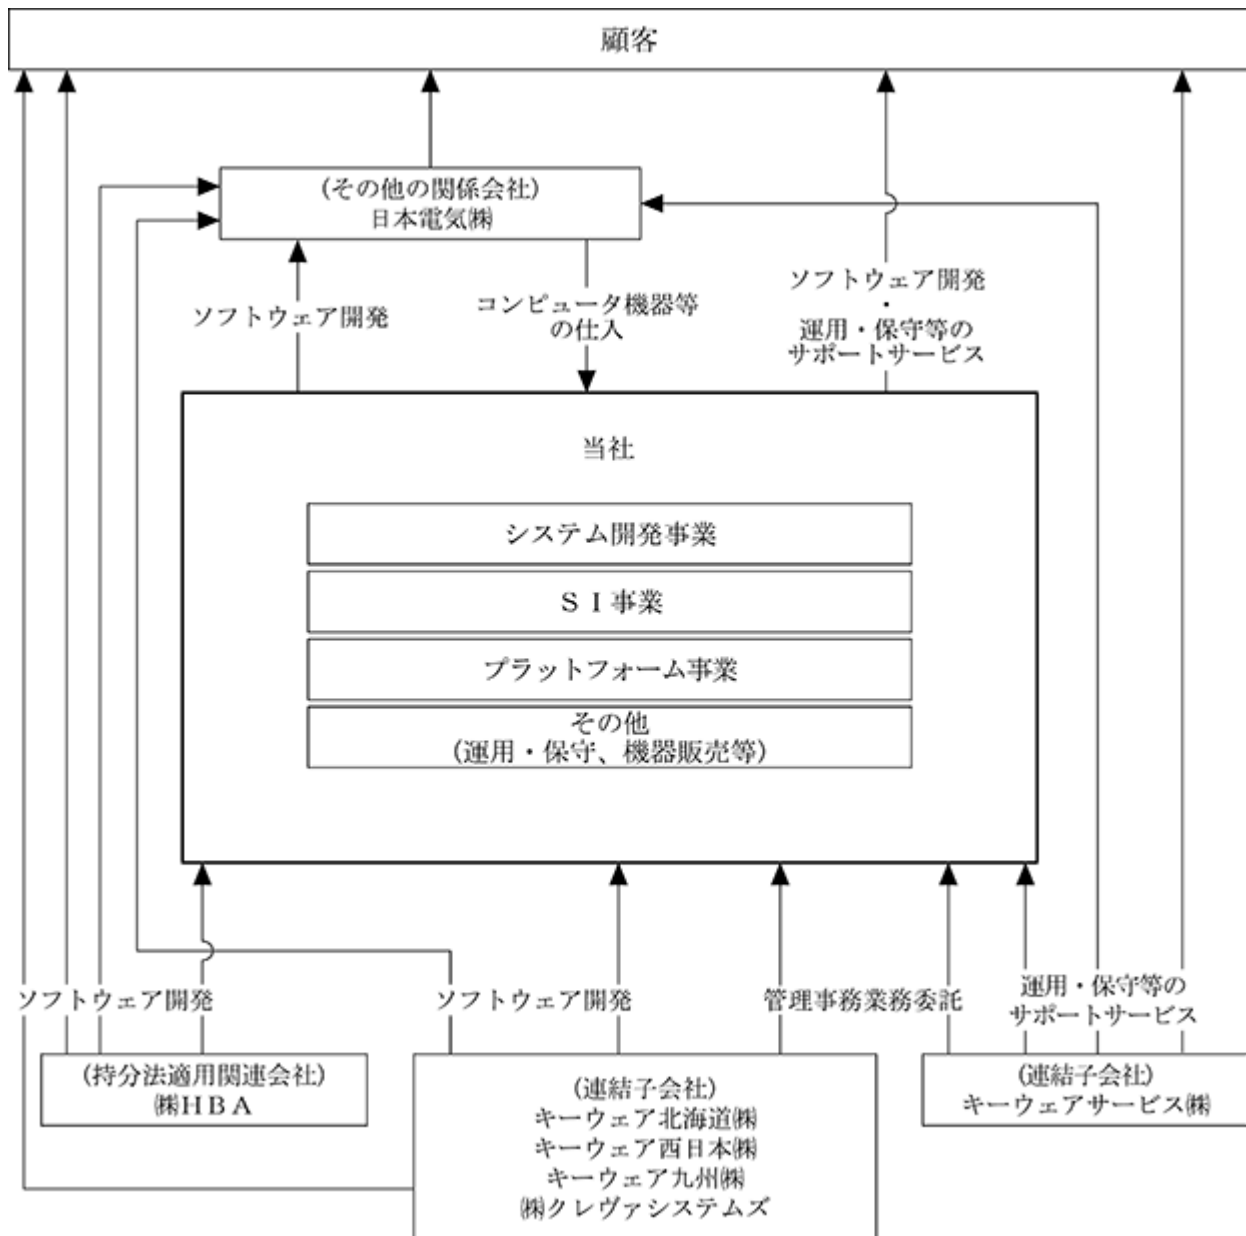 顧客
(その他の関係会社)
日本電気㈱
ソフトウェア開発
コンピュータ機器等
の仕入
ソフトウェア開発
・
運用・保守等の
サポートサービス
当社
システム開発事業
ＳＩ事業
プラットフォーム事業
その他
(運用・保守、機器販売等)
ソフトウェア開発
ソフトウェア開発
管理事務業務委託
運用・保守等の
サポートサービス
(持分法適用関連会社)
㈱ＨＢＡ
(連結子会社)
キーウェア北海道㈱
キーウェア西日本㈱
キーウェア九州㈱
㈱クレヴァシステムズ
(連結子会社)
キーウェアサービス㈱